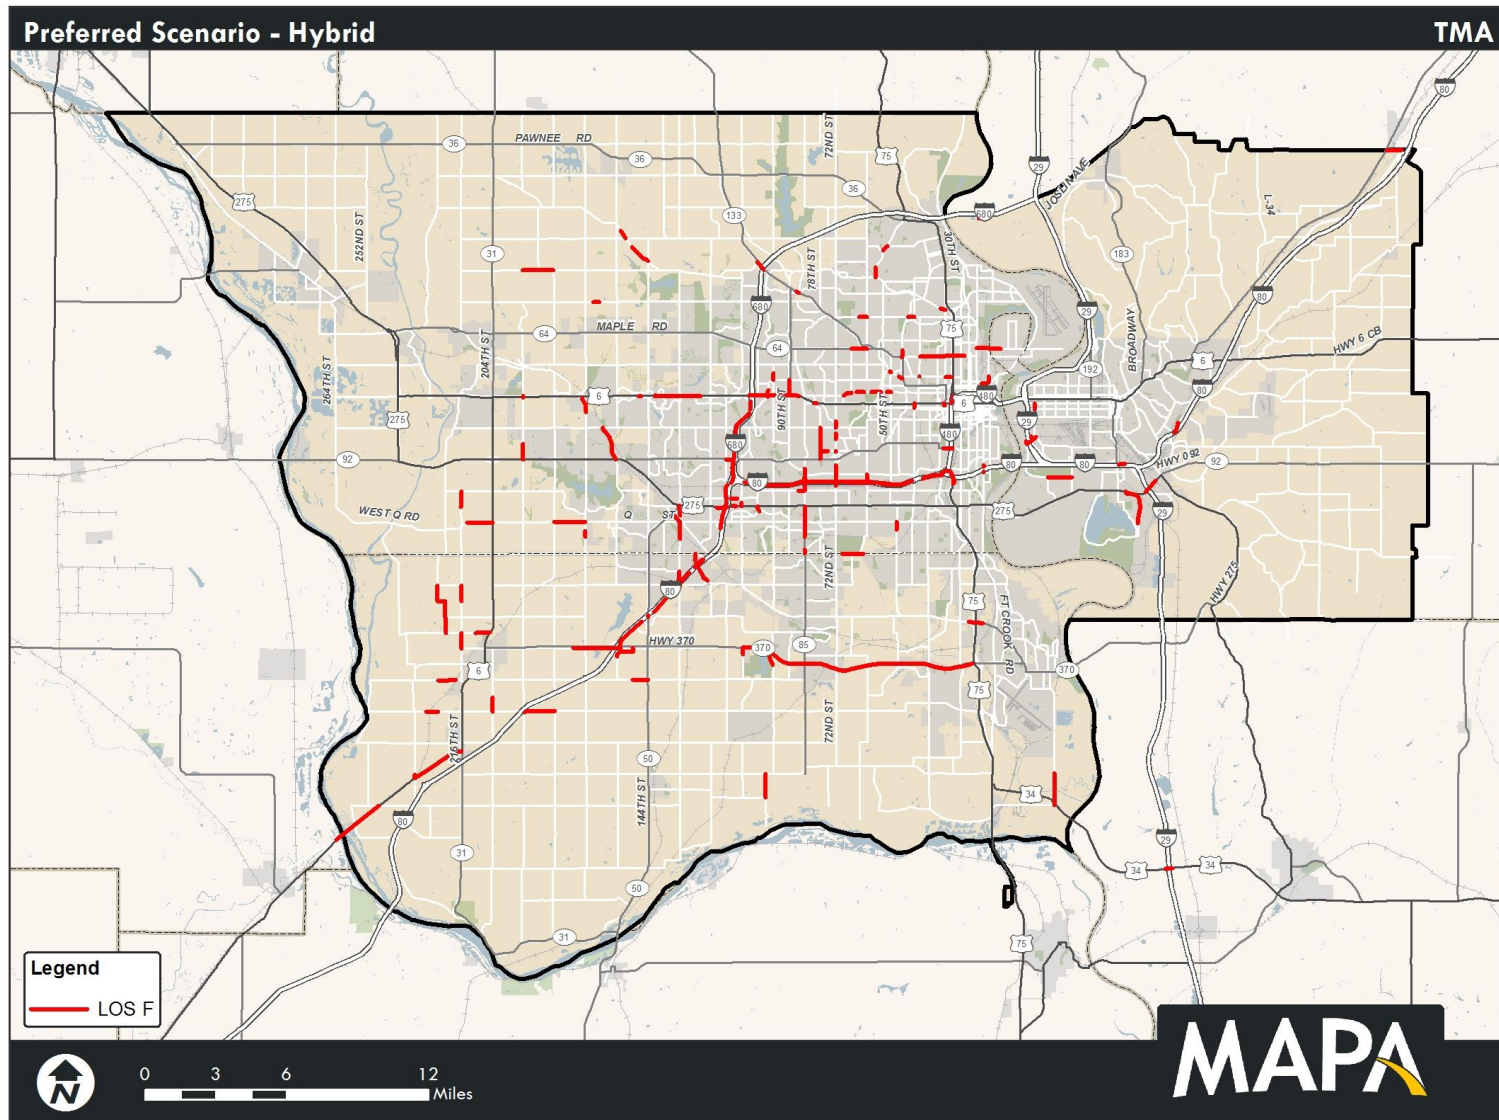 Preferred Scenario - Hybrid
TMA
80
PAWNEE RD
36
36
72ND ST
75
29
JOSLIN AVE
275
36
L-34
133
680
252ND ST
31
30TH ST
183
78TH ST
680
29
80
264TH ST
204TH ST
64
MAPLE RD
75
64
BROADWAY
HWY 6 CB
6
192
6
90TH ST
50TH ST
6
480
80
275
29
680
480
92
80
80
80
HWY 092
92
WEST Q RD
Q ST
275
275
29
72ND ST
80
75
FT CROOK RD
HWY 275
HWY 370
370
85
6
370
75
216TH ST
72ND ST
50
144TH ST
34
80
29
31
34
34
50
31
75
Legend
LOS F
N
0 3 6 12
Miles
MAPA